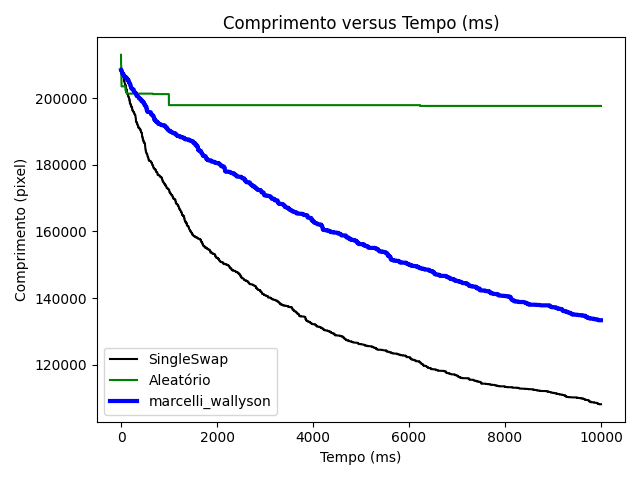 Comprimento versus Tempo (ms)
Comprimento (pixel)
200000
180000
160000
140000
120000
SingleSwap
Aleatório
marcelli_wallyson
0 2000 4000 6000 8000 10000
Tempo (ms)